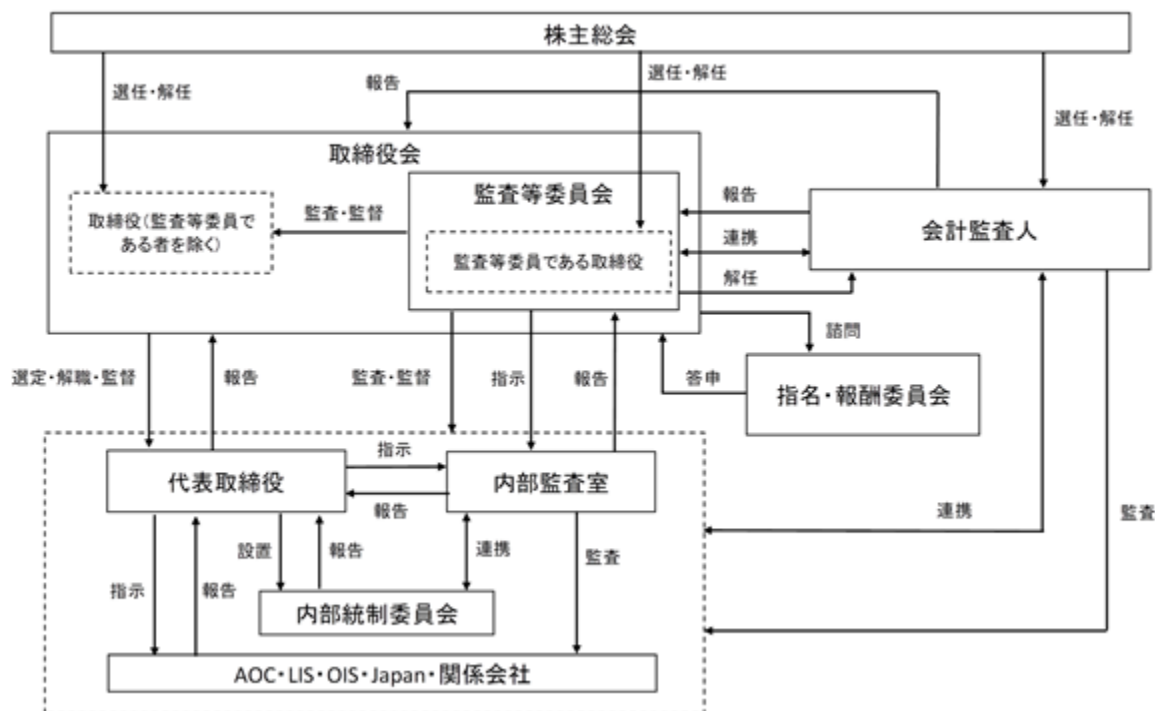 株主総会
選任・解任
報告
選任・解任
選任・解任
取締役会
監査等委員会
取締役（監査等委員で
ある者を除く）
監査・監督
監査等委員である取締役
報告
連携
解任
会計監査人
諮問
答申
指名・報酬委員会
選定・解職・監督
報告
監査・監督
指示
報告
代表取締役
指示
報告
内部監査室
設置
報告
連携
監査
指示
報告
内部統制委員会
AOC・LIS・OIS・Japan・関係会社
連携
監査